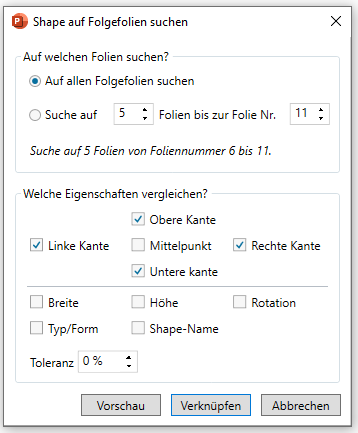 Shape auf Folgefolien suchen
Auf welchen Folien suchen?
Auf allen Folgefolien suchen
Suche auf 5 Folien bis zur Folie Nr. 11
Suche auf 5 Folien von Foliennummer 6 bis 11.
Welche Eigenschaften vergleichen?
Obere Kante
Linke Kante Mittelpunkt Rechte Kante
Untere kante
Breite Höhe Rotation
Typ/Form Shape-Name
Toleranz 0 %
Vorschau Verknüpfen Abbrechen